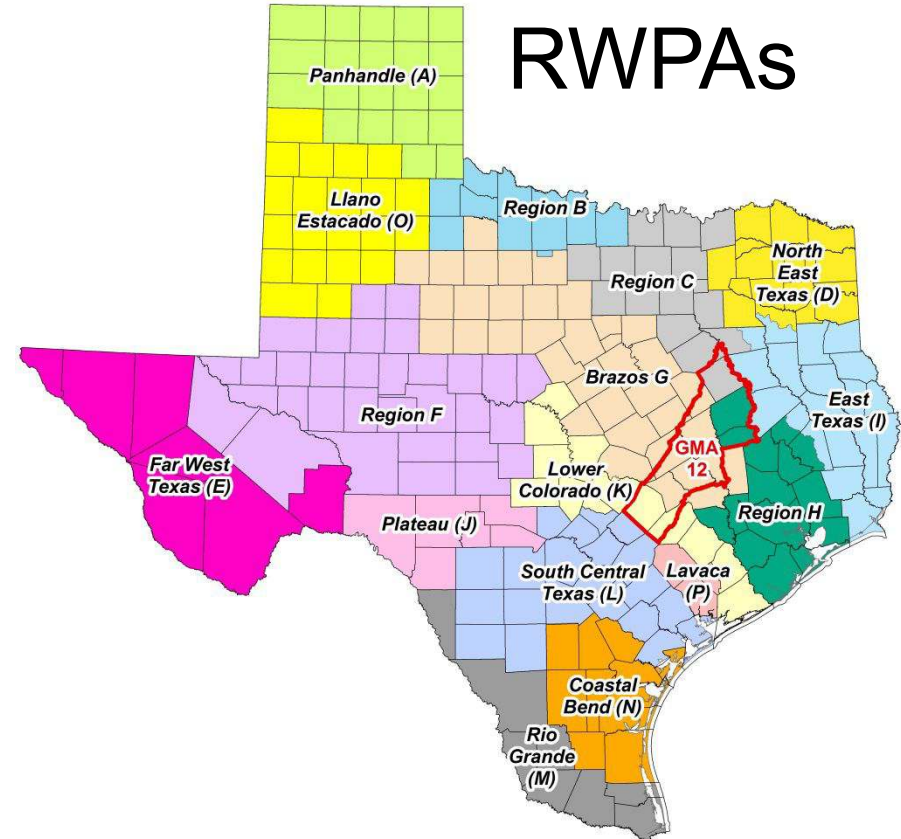 RWPAs
Panhandle (A)
Llano
Estacado (O)
Region B
North
East
Texas (D)
Region C
Brazos G
East
Texas (I)
Region F
GMA
12
Far West
Texas (E)
Lower
Colorado (K)
Region H
Plateau (J)
South Central
Texas (L)
Lavaca
(P)
Coastal
Bend (N)
Rio
Grande
(M)